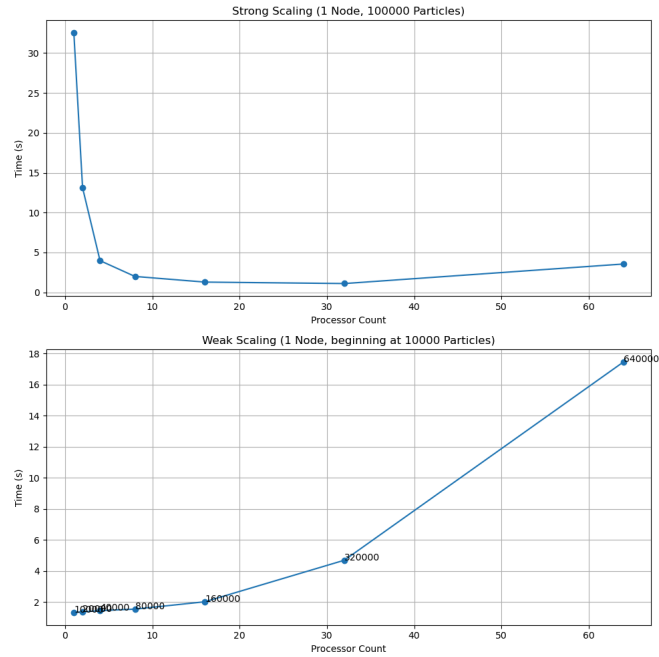 Strong Scaling (1 Node, 100000 Particles)
Time (s)
30
25
20
15
10
5
0
0 10 20 30 40 50 60
Processor Count
Weak Scaling (1 Node, beginning at 10000 Particles)
Time (s)
18
16
14
12
10
8
6
4
2
640000
320000
160000
80000
0 10 20 30 40 50 60
Processor Count